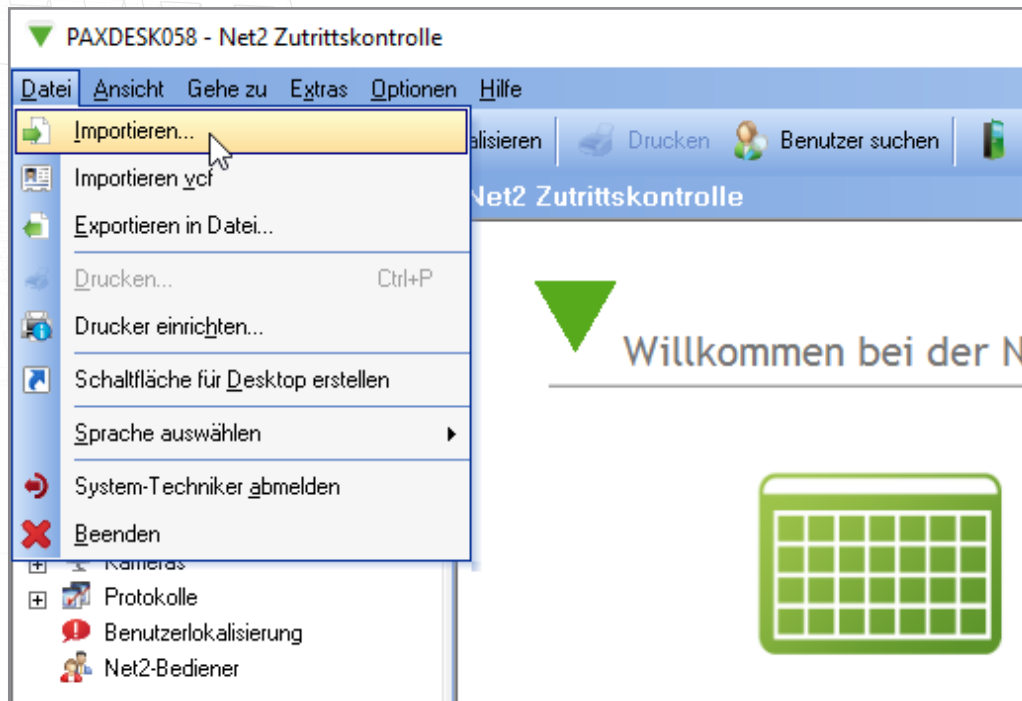 PAXDESK058 - Net2 Zutrittskontrolle
Datei Ansicht Gehe zu Extras Optionen Hilfe
Importieren...
alisieren Drucken Benutzer suchen
Importieren vcf
Net2 Zutrittskontrolle
Exportieren in Datei...
Drucken... Ctrl+P
Drucker einrichten...
Willkommen bei der N
Schaltfläche für Desktop erstellen
Sprache auswählen
System-Techniker abmelden
Beenden
Kameras
Protokolle
Benutzerlokalisierung
Net2-Bediener